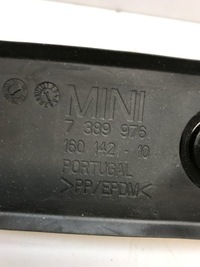 MINI
7 389 976
160 142 - 10
PORTUGAL
>PP/EPDM<